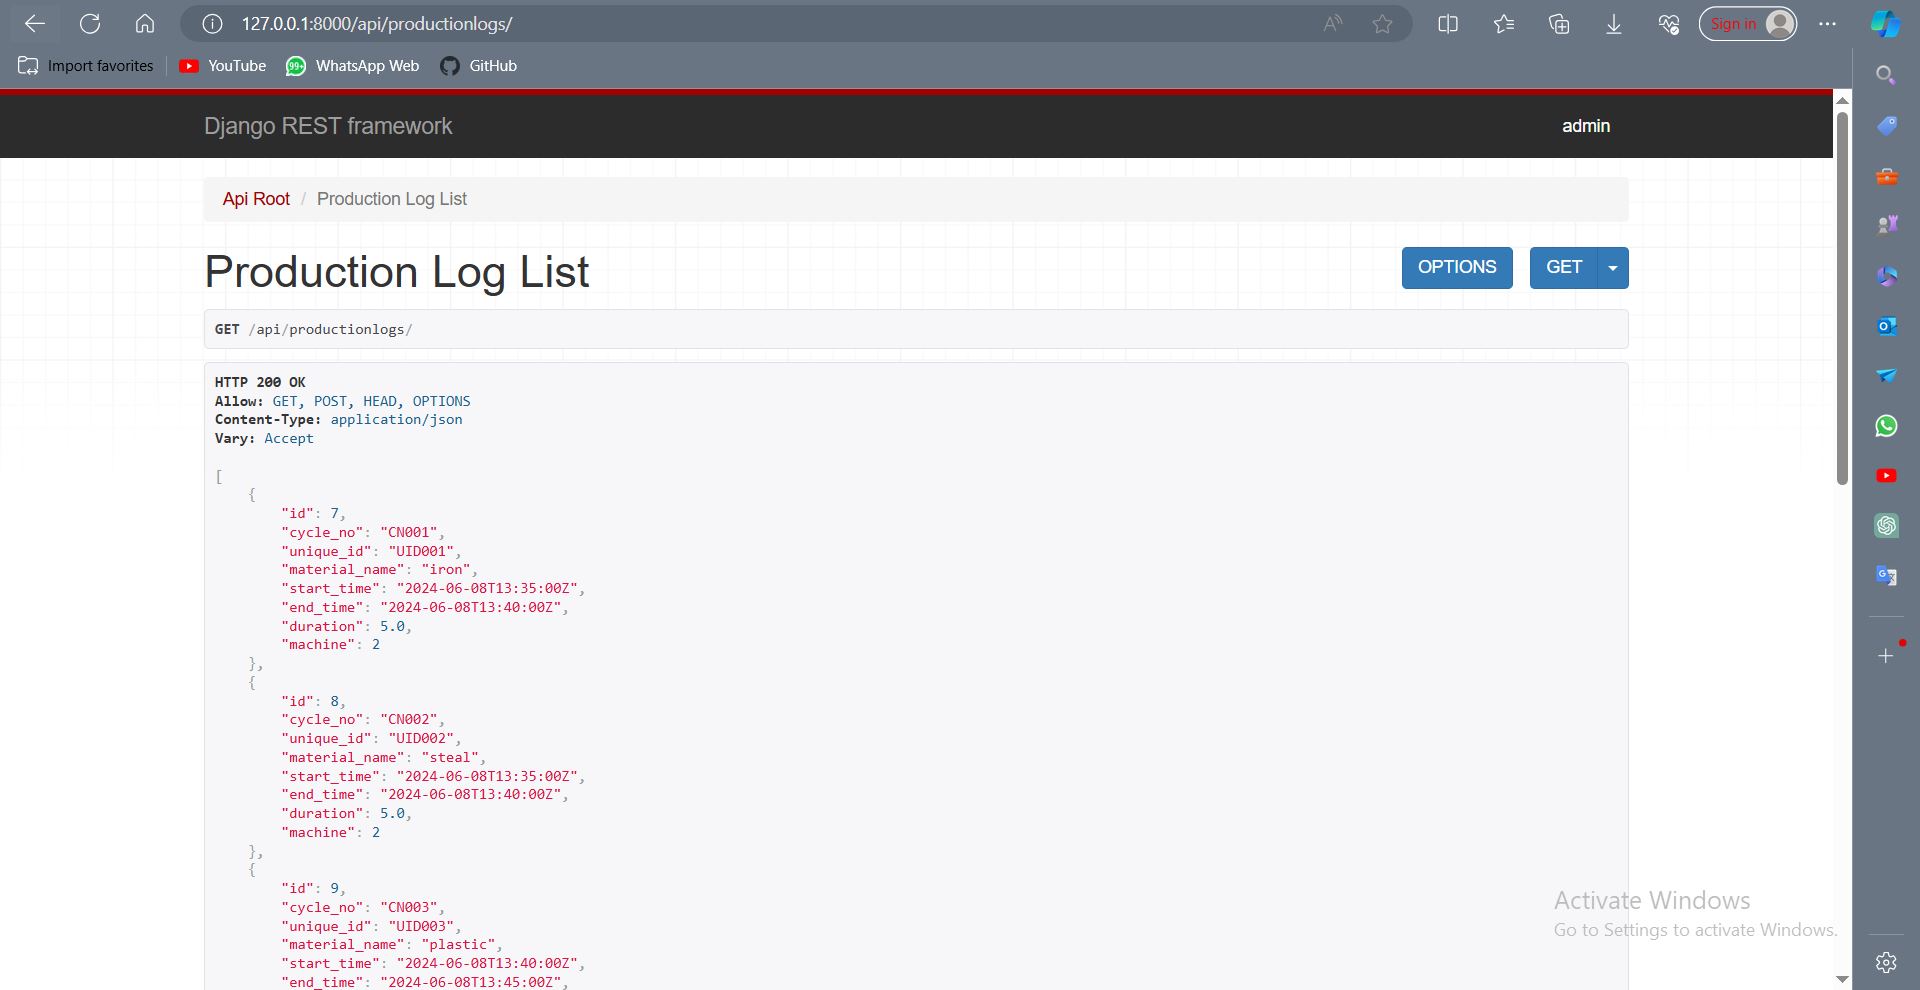 127.0.0.1:8000/api/productionlogs/
Sign in
Import favorites
YouTube
99+
WhatsApp Web
GitHub
Django REST framework
admin
Api Root / Production Log List
Production Log List
OPTIONS
GET
GET /api/productionlogs/
HTTP 200 OK
Allow: GET, POST, HEAD, OPTIONS
Content-Type: application/json
Vary: Accept
[
{
"id": 7,
"cycle_no": "CN001",
"unique_id": "UID001",
"material_name": "iron",
"start_time": "2024-06-08T13:35:00Z",
"end_time": "2024-06-08T13:40:00Z",
"duration": 5.0,
"machine": 2
},
{
"id": 8,
"cycle_no": "CN002",
"unique_id": "UID002",
"material_name": "steal",
"start_time": "2024-06-08T13:35:00Z",
"end_time": "2024-06-08T13:40:00Z",
"duration": 5.0,
"machine": 2
},
{
"id": 9,
"cycle_no": "CN003",
"unique_id": "UID003",
"material_name": "plastic",
"start_time": "2024-06-08T13:40:00Z",
"end_time": "2024-06-08T13:45:00Z",
Activate Windows
Go to Settings to activate Windows.